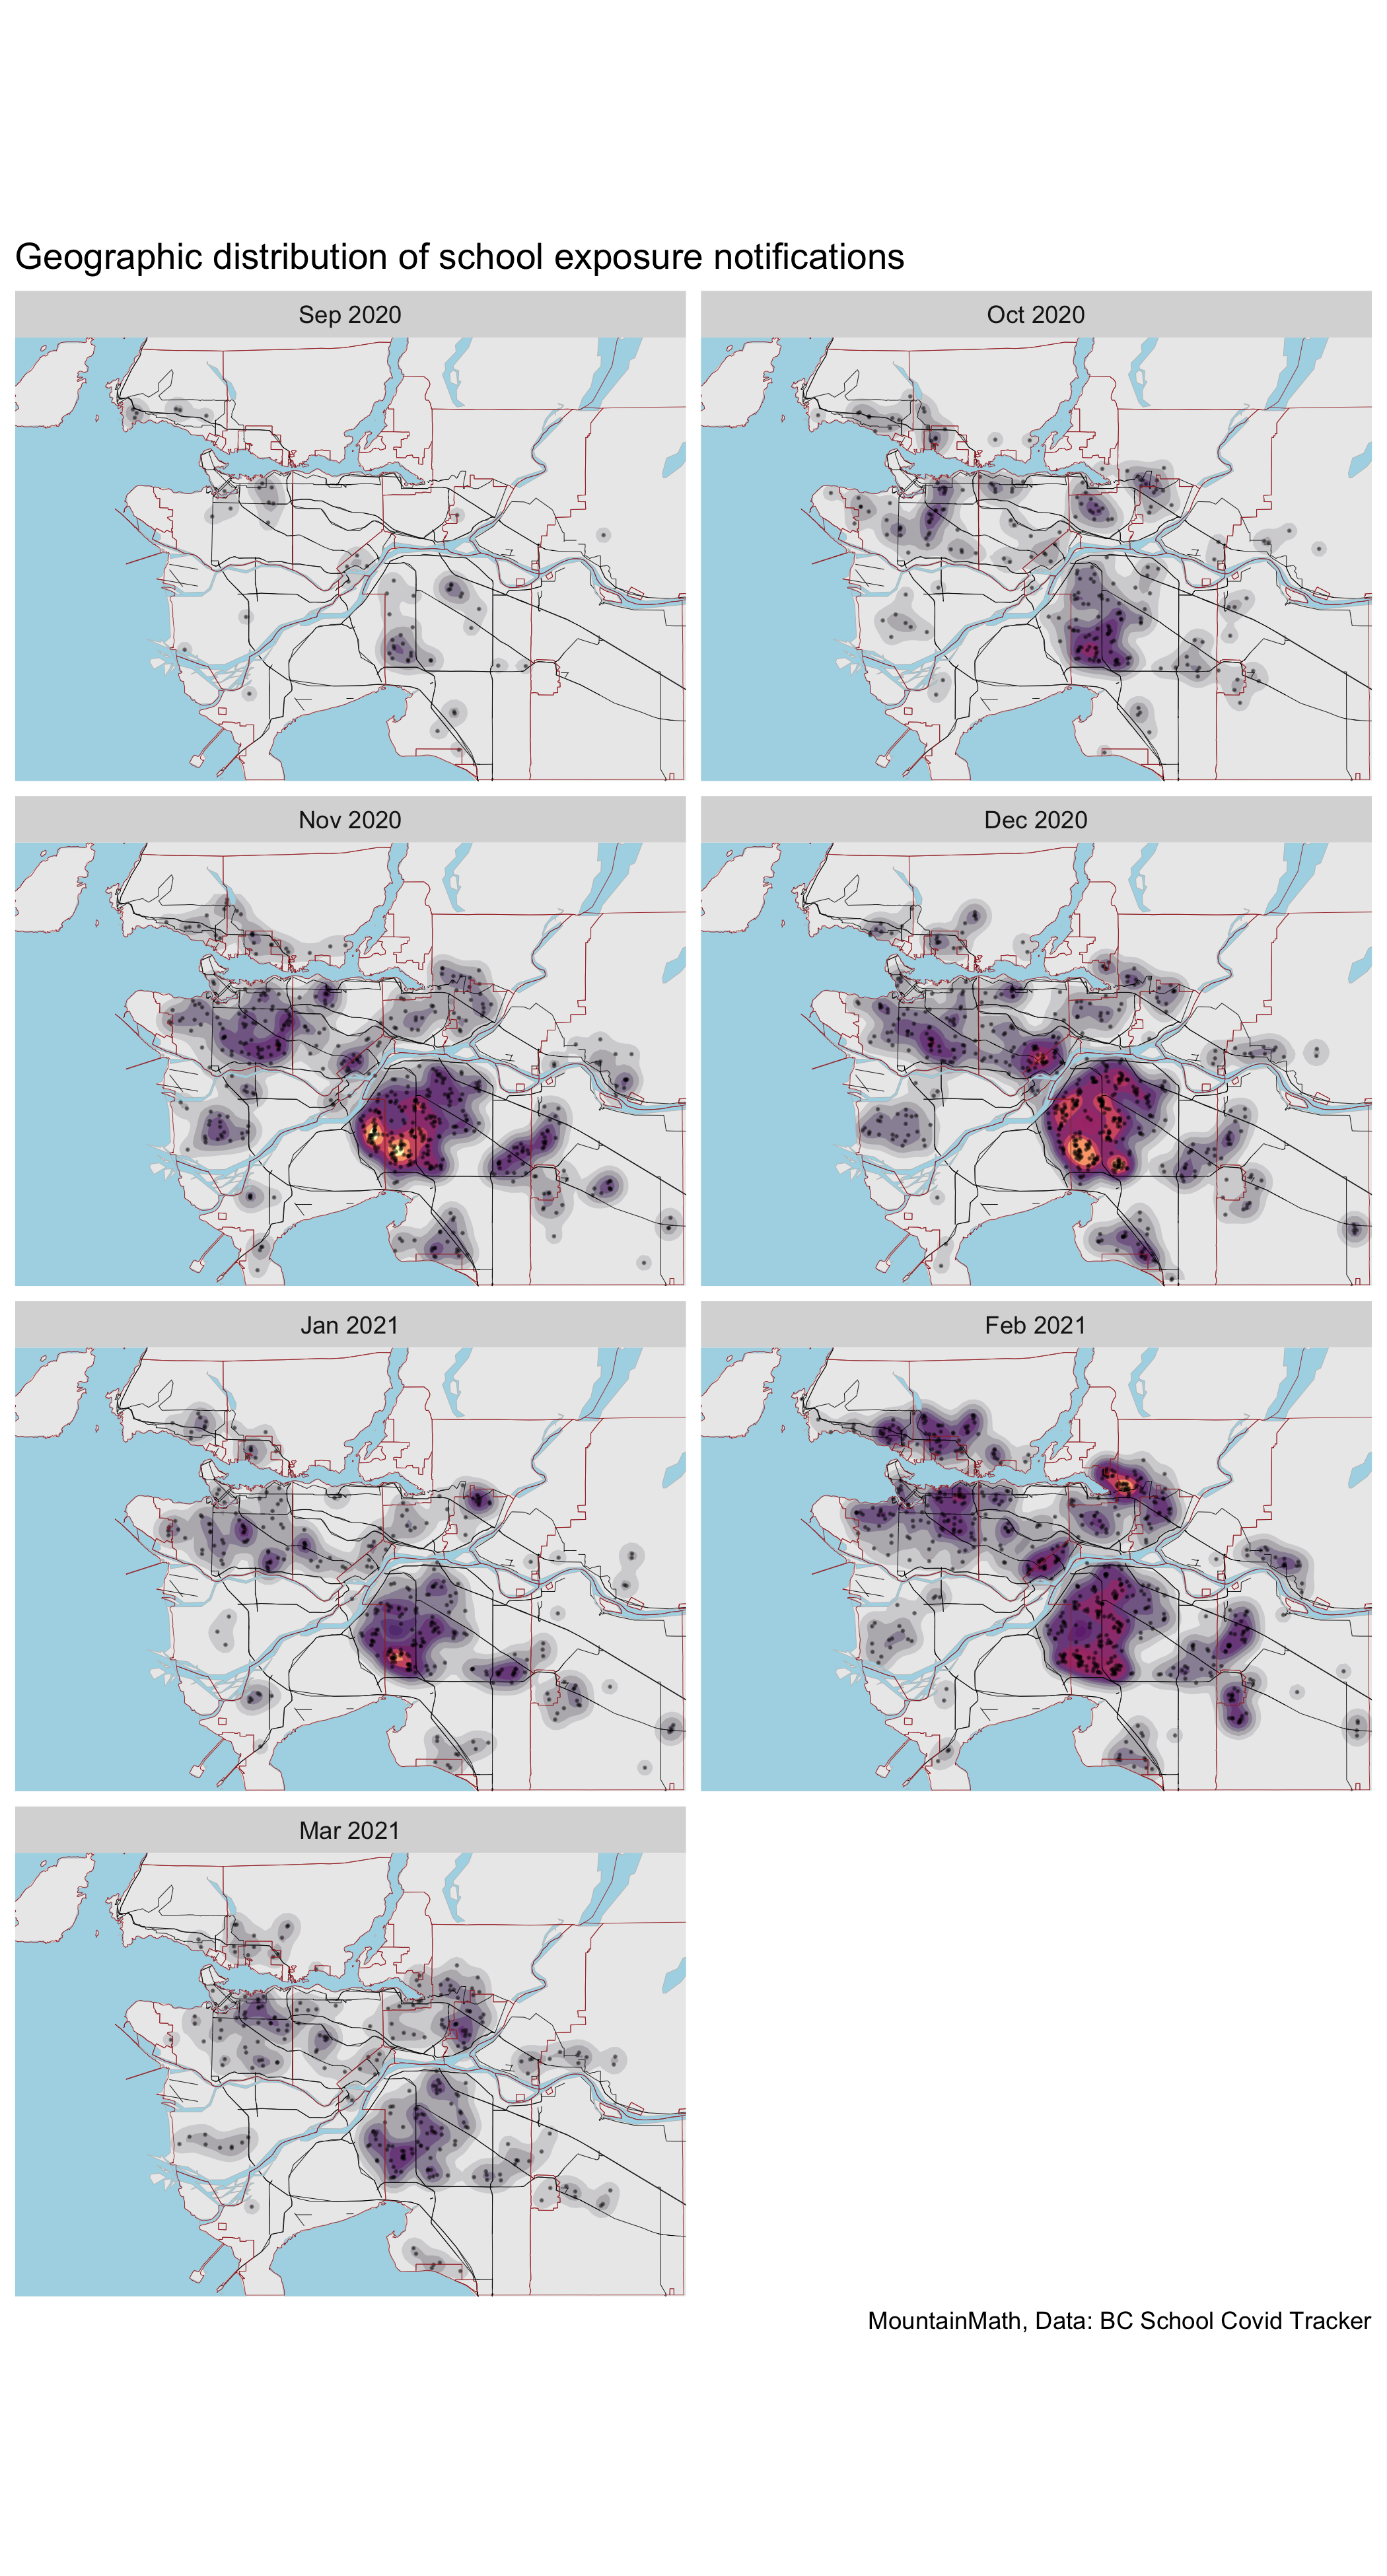 Geographic distribution of school exposure notifications
Sep 2020
Oct 2020
Nov 2020
Dec 2020
Jan 2021
Feb 2021
Mar 2021
MountainMath, Data: BC School Covid Tracker